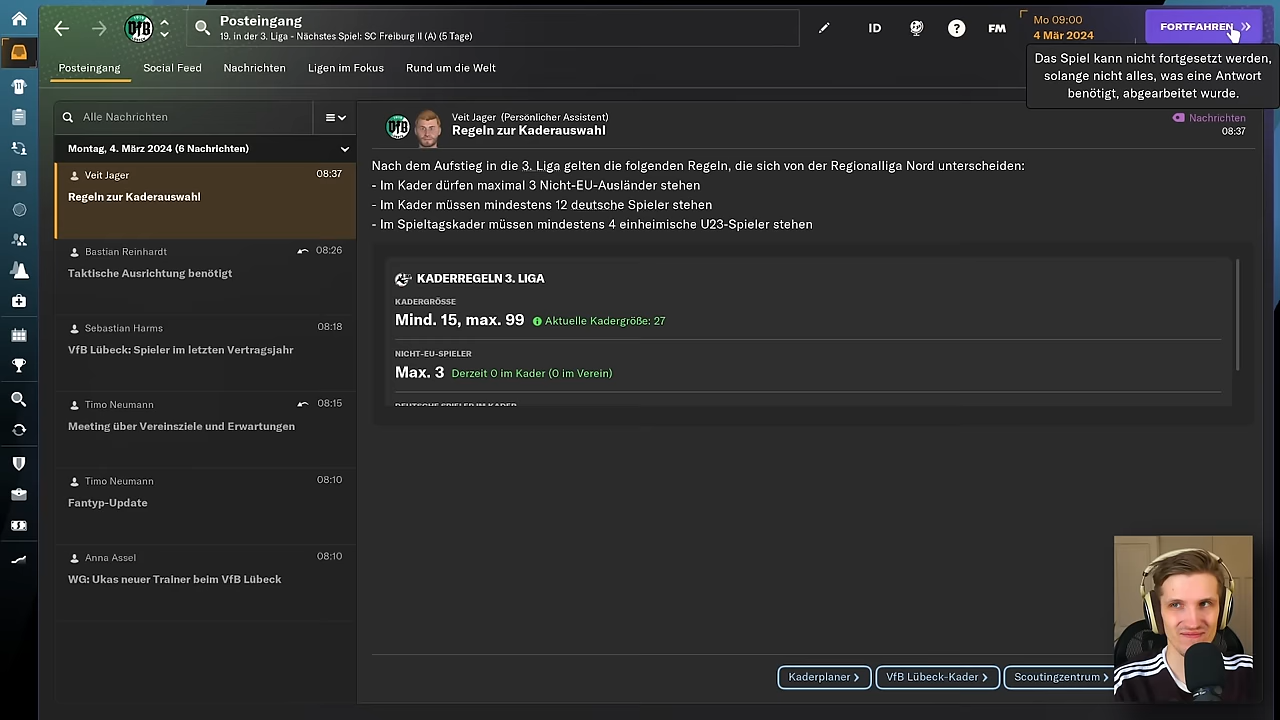 Posteingang
19. in der 3. Liga - Nächstes Spiel: SC Freiburg II (A) (5 Tage)
ID
FM
Mo 09:00
4 Mär 2024
FORTFAHREN
Das Spiel kann nicht fortgesetzt werden,
solange nicht alles, was eine Antwort
benötigt, abgearbeitet wurde.
Posteingang
Social Feed
Nachrichten
Ligen im Fokus
Rund um die Welt
Alle Nachrichten
Montag, 4. März 2024 (6 Nachrichten)
Veit Jager 08:37
Regeln zur Kaderauswahl
Bastian Reinhardt 08:26
Taktische Ausrichtung benötigt
Sebastian Harms 08:18
VfB Lübeck: Spieler im letzten Vertragsjahr
Timo Neumann 08:15
Meeting über Vereinsziele und Erwartungen
Timo Neumann 08:10
Fantyp-Update
Anna Assel 08:10
WG: Ukas neuer Trainer beim VfB Lübeck
Veit Jager (Persönlicher Assistent)
Regeln zur Kaderauswahl
Nachrichten
08:37
Nach dem Aufstieg in die 3. Liga gelten die folgenden Regeln, die sich von der Regionalliga Nord unterscheiden:
- Im Kader dürfen maximal 3 Nicht-EU-Ausländer stehen
- Im Kader müssen mindestens 12 deutsche Spieler stehen
- Im Spieltagskader müssen mindestens 4 einheimische U23-Spieler stehen
KADERREGELN 3. LIGA
KADERGRÖSSE
Mind. 15, max. 99 Aktuelle Kadergröße: 27
NICHT-EU-SPIELER
Max. 3 Derzeit 0 im Kader (0 im Verein)
DEUTSCHE SPIELER IM KADER
Kaderplaner
VfB Lübeck-Kader
Scoutingzentrum